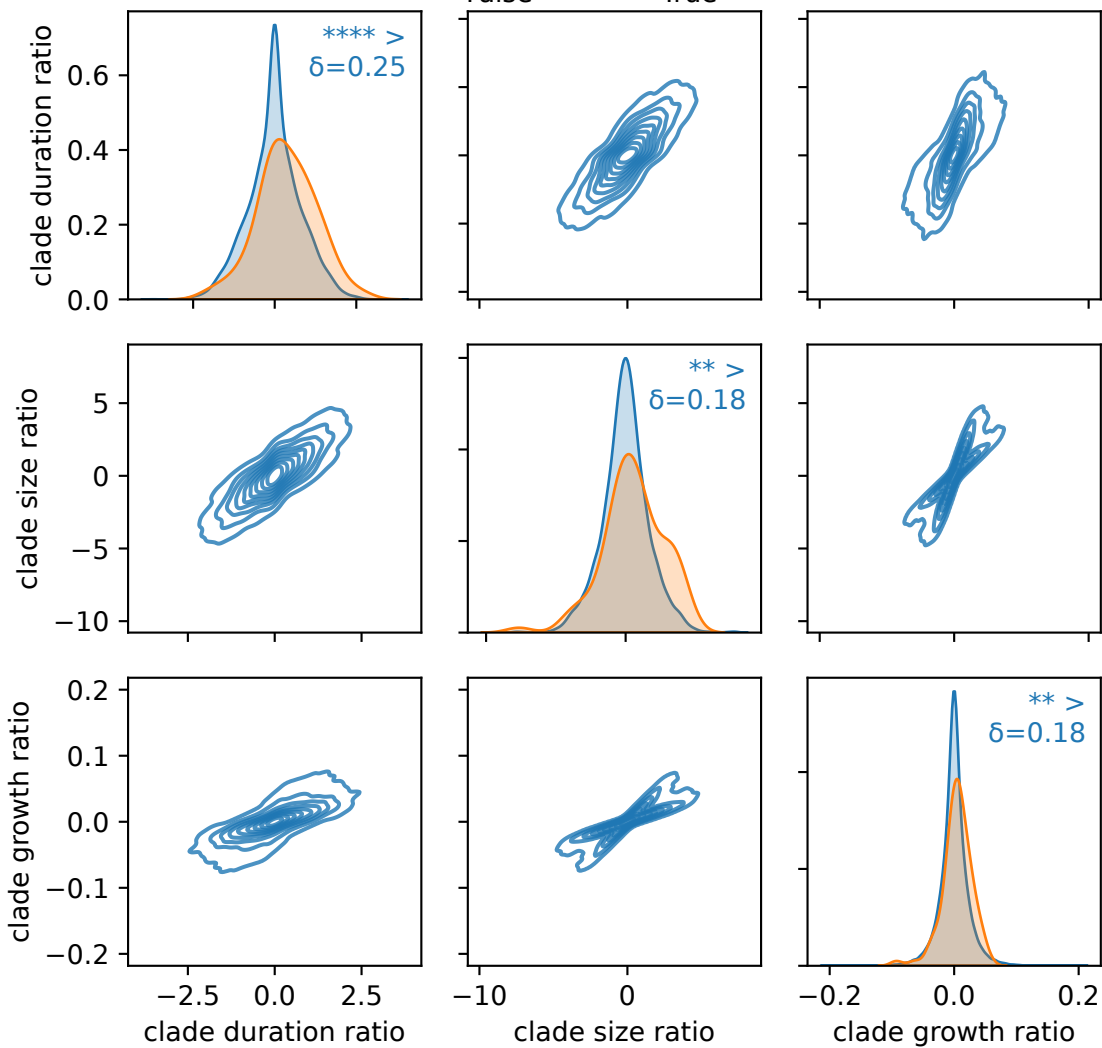 True
clade duration ratio
0.6
0.4
0.2
0.0
**** >
δ=0.25
clade size ratio
5
0
−5
−10
** >
δ=0.18
clade growth ratio
0.2
0.1
0.0
−0.1
−0.2
** >
δ=0.18
−2.5 0.0 2.5
−10 0
−0.2 0.0 0.2
clade duration ratio
clade size ratio
clade growth ratio